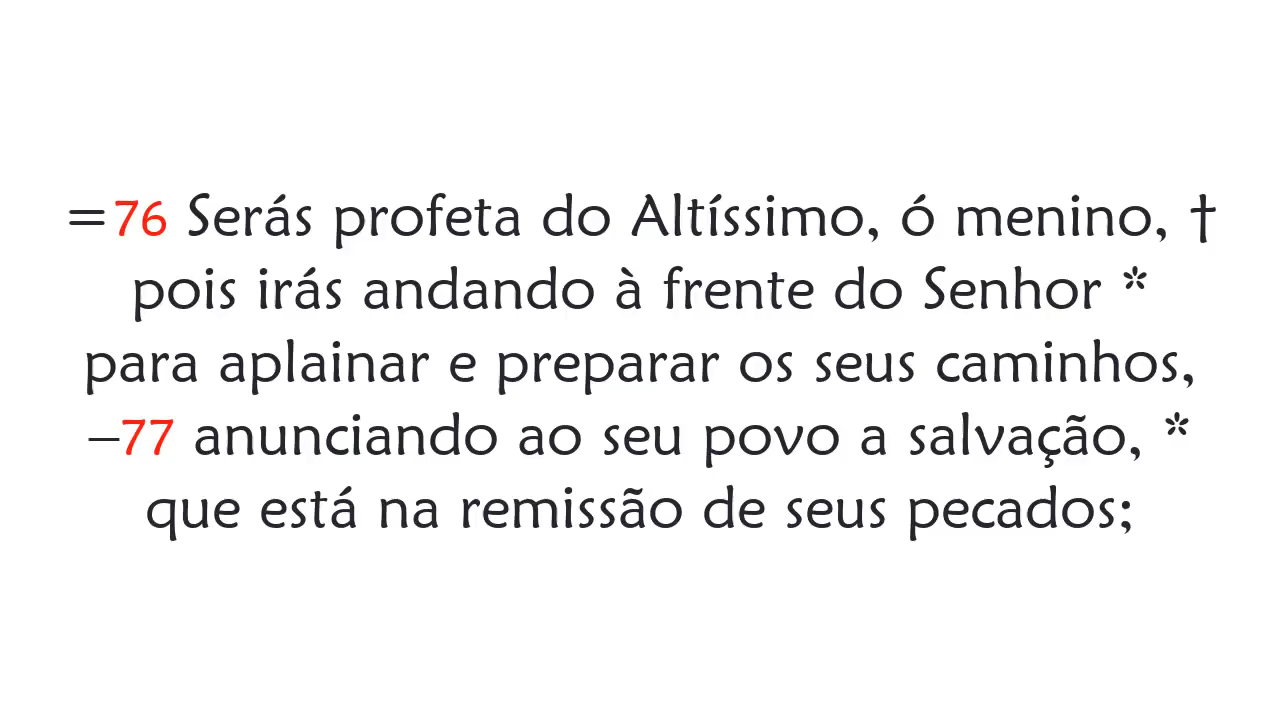 =76 Serás profeta do Altíssimo, ó menino, †
pois irás andando à frente do Senhor *
para aplainar e preparar os seus caminhos,
–77 anunciando ao seu povo a salvação, *
que está na remissão de seus pecados;